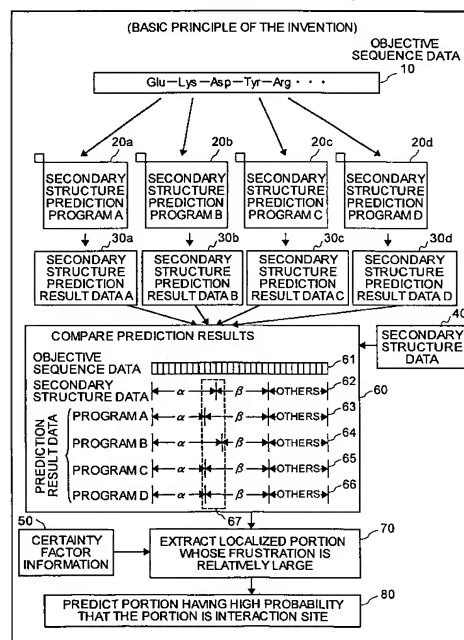 (BASIC PRINCIPLE OF THE INVENTION)
OBJECTIVE
SEQUENCE DATA
10
Glu—Lys—Asp—Tyr—Arg · · ·
20a
20b
20c
20d
SECONDARY
STRUCTURE
PREDICTION
PROGRAM A
SECONDARY
STRUCTURE
PREDICTION
PROGRAM B
SECONDARY
STRUCTURE
PREDICTION
PROGRAM C
SECONDARY
STRUCTURE
PREDICTION
PROGRAM D
30a
30b
30c
30d
SECONDARY
STRUCTURE
PREDICTION
RESULT DATA A
SECONDARY
STRUCTURE
PREDICTION
RESULT DATA B
SECONDARY
STRUCTURE
PREDICTION
RESULT DATA C
SECONDARY
STRUCTURE
PREDICTION
RESULT DATA D
40
SECONDARY
STRUCTURE
DATA
COMPARE PREDICTION RESULTS
60
OBJECTIVE
SEQUENCE DATA
61
SECONDARY
STRUCTURE DATA
α β OTHERS 62
PREDICTION
RESULT DATA
PROGRAM A α β OTHERS 63
PROGRAM B α β OTHERS 64
PROGRAM C α β OTHERS 65
PROGRAM D α β OTHERS 66
67
50
CERTAINTY
FACTOR
INFORMATION
70
EXTRACT LOCALIZED PORTION
WHOSE FRUSTRATION IS
RELATIVELY LARGE
80
PREDICT PORTION HAVING HIGH PROBABILITY
THAT THE PORTION IS INTERACTION SITE